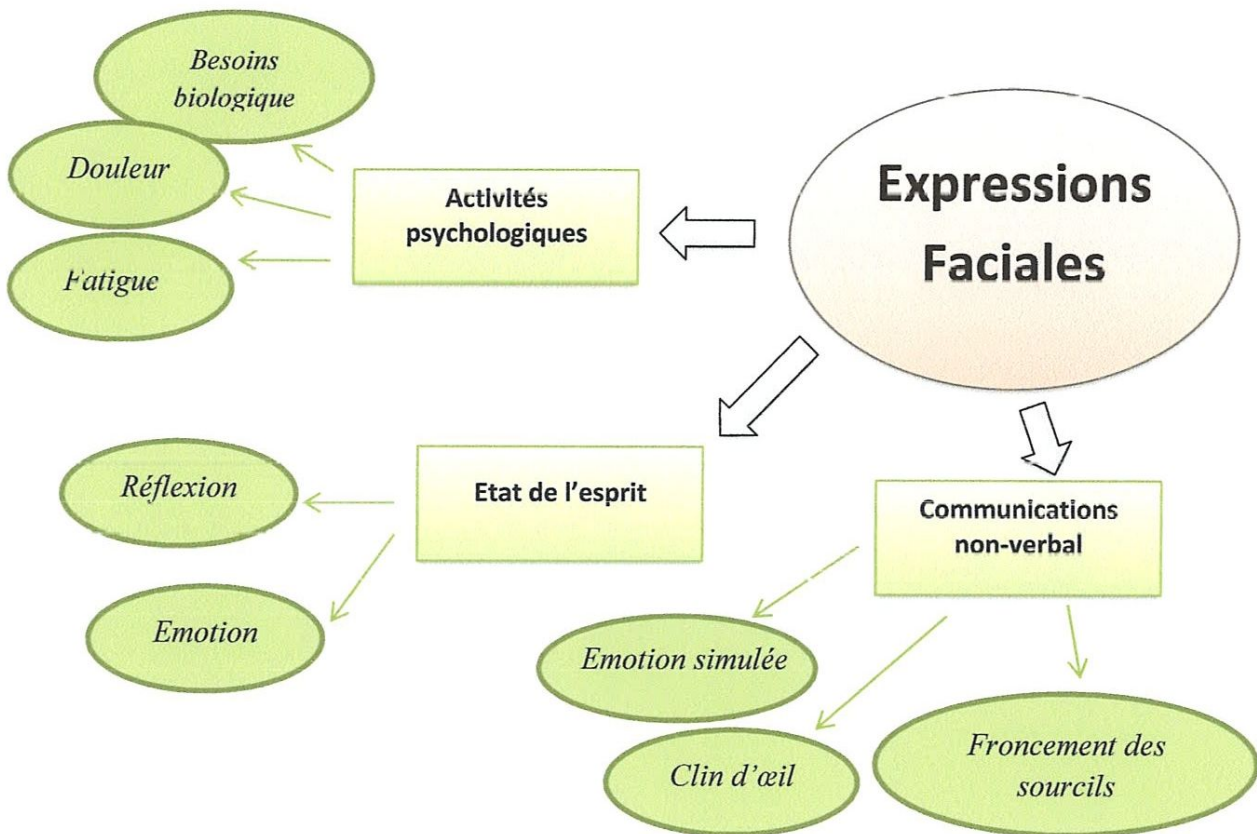 Besoins
biologique
Douleur
Fatigue
Activités
psychologiques
Expressions
Faciales
Réflexion
Emotion
Etat de l'esprit
Communications
non-verbal
Emotion simulée
Clin d'œil
Froncement des
sourcils